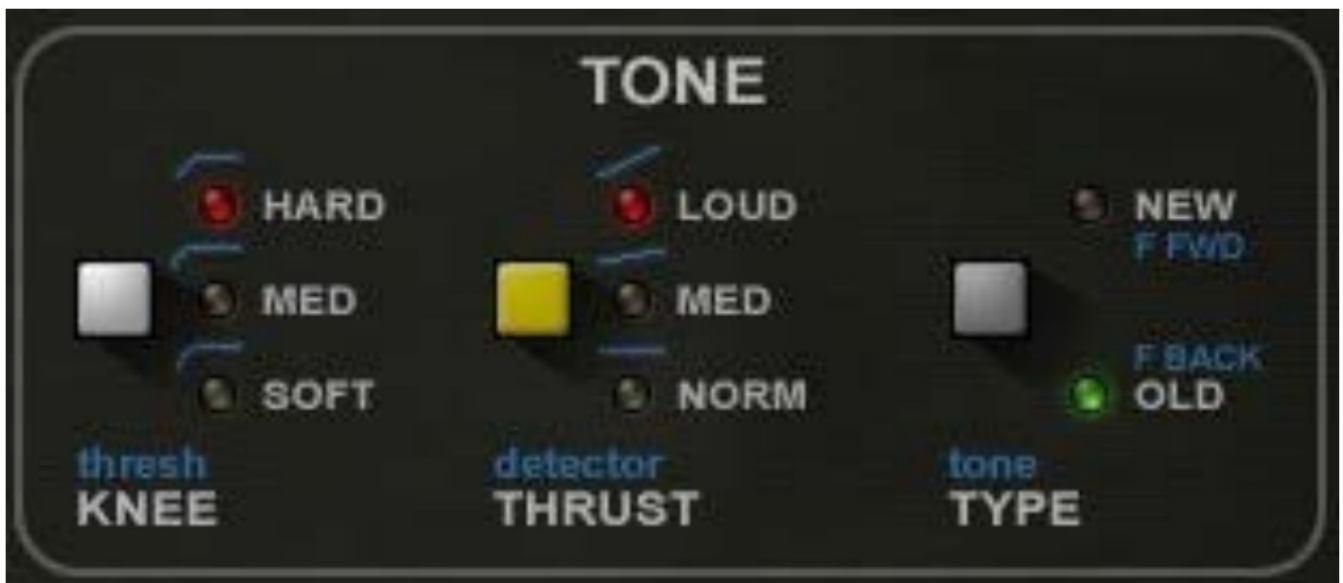 TONE
HARD
MED
SOFT
thresh
KNEE
LOUD
MED
NORM
detector
THRUST
NEW
F FWD
F BACK
OLD
tone
TYPE